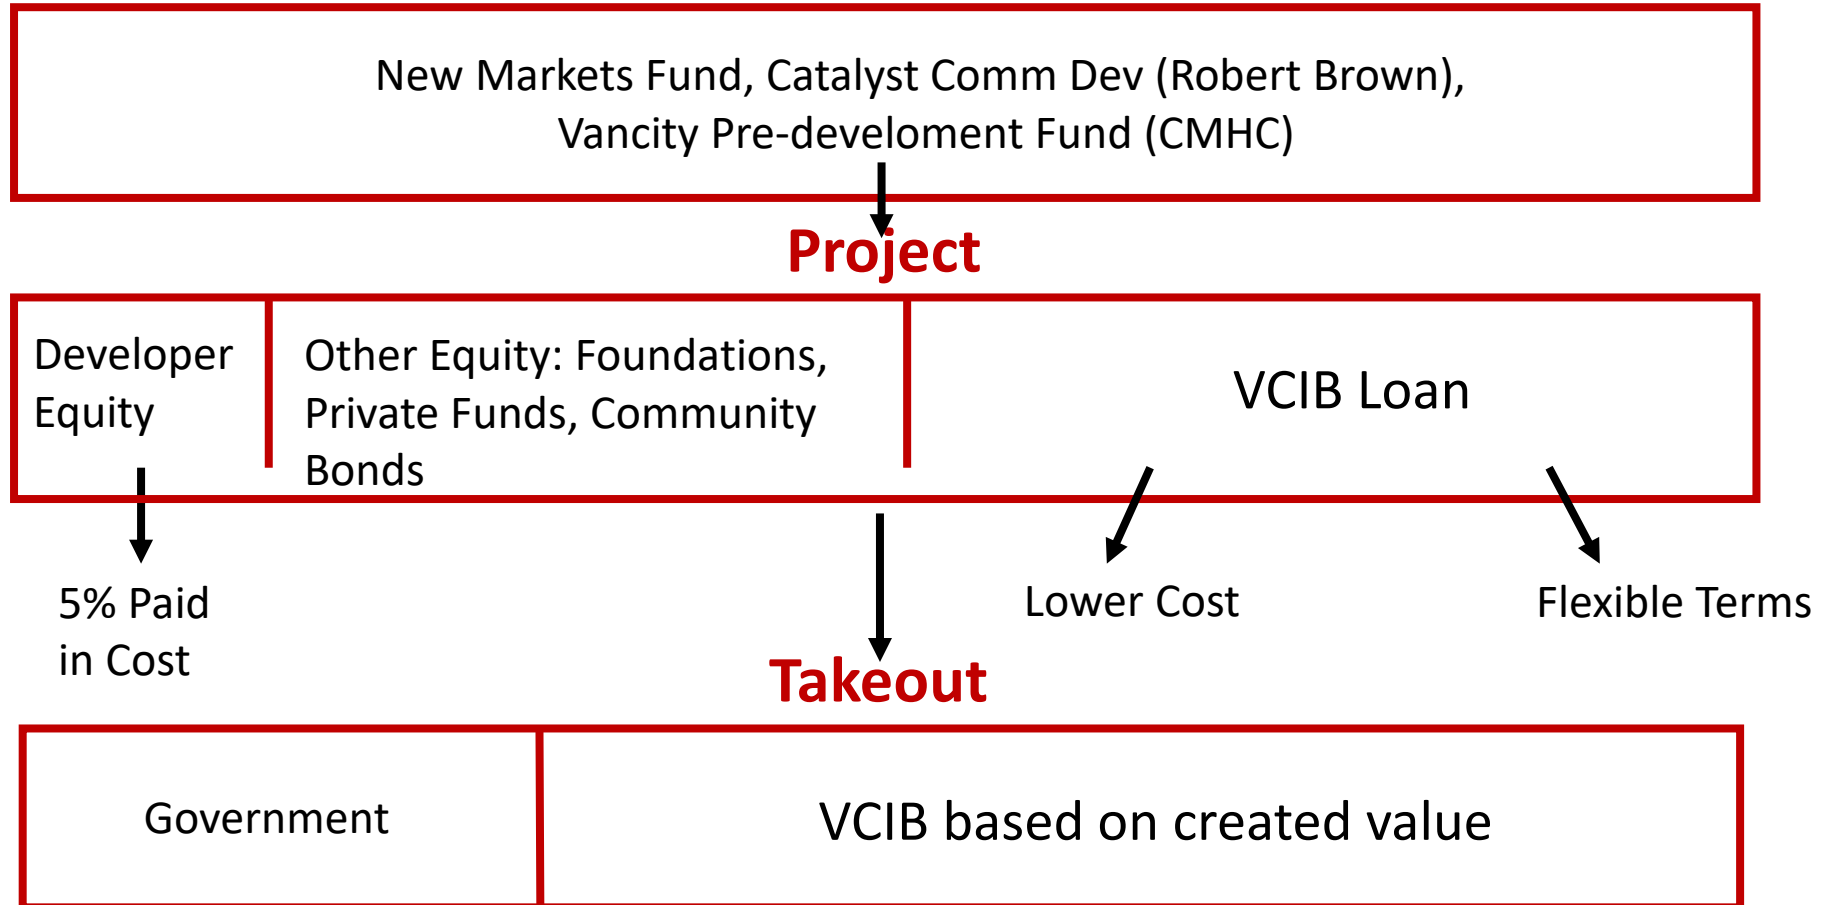 New Markets Fund, Catalyst Comm Dev (Robert Brown),
Vancity Pre-develoment Fund (CMHC)
Project
Developer
Equity
Other Equity: Foundations,
Private Funds, Community
Bonds
VCIB Loan
5% Paid
in Cost
Lower Cost
Flexible Terms
Takeout
Government
VCIB based on created value